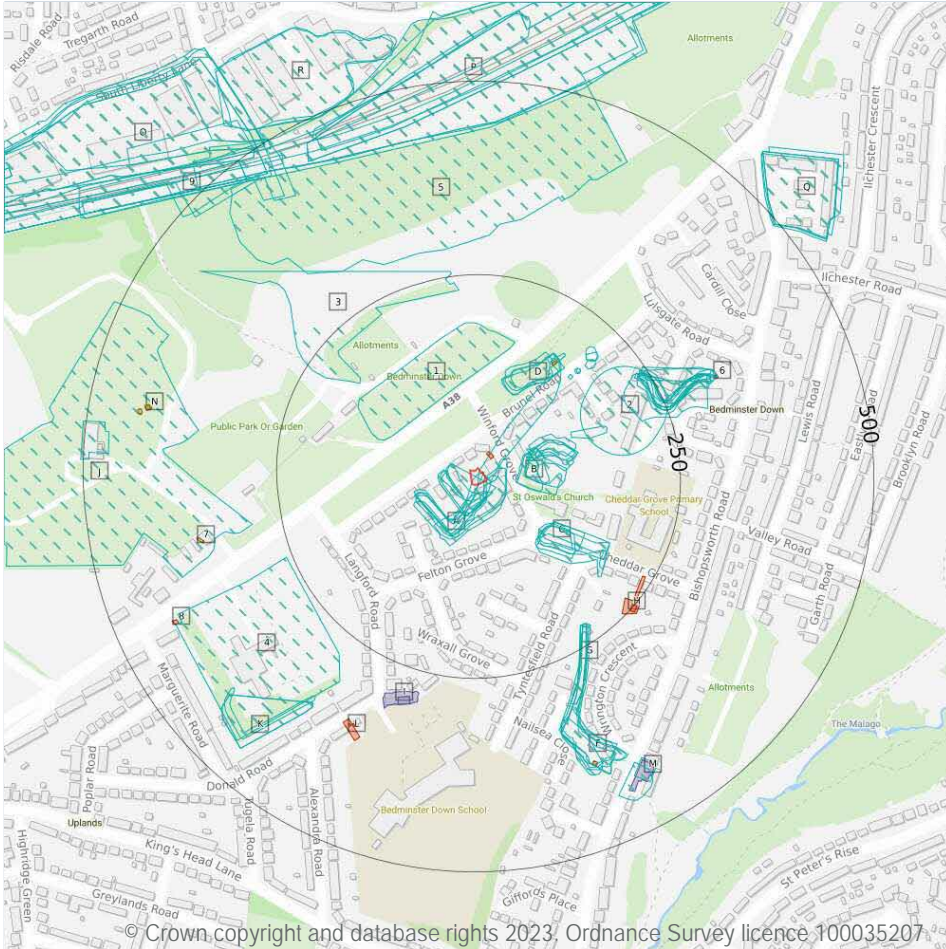 Risdale Road
Tregarth Road
South Liberty Lane
R
P
Allotments
O
9
5
Q
Ilchester Crescent
Ilchester Road
Cardill Close
Luisgate Road
3
Allotments
1
Bedminster Down
A38
D
Brunel Road
2
6
Bedminster Down
Lewis Road
500
Brooklyn Road
N
Public Park Or Garden
Winford Grove
250
J
B
St Oswald's Church
Cheddar Grove Primary
School
A
C
7
Felton Grove
Cheddar Grove
Valley Road
Bishopsworth Road
Garth Road
Langford Road
H
8
4
Wraxall Grove
Tyntesfield Road
G
Marguerite Road
K
L
Allotments
The Malago
Nailsea Close
F
M
Donald Road
Poplar Road
Uplands
Tugela Road
Alexandra Road
Bedminster Down School
King's Head Lane
Highridge Green
Greylands Road
Giffords Place
St Peter's Rise
© Crown copyright and database rights 2023. Ordnance Survey licence 100035207.